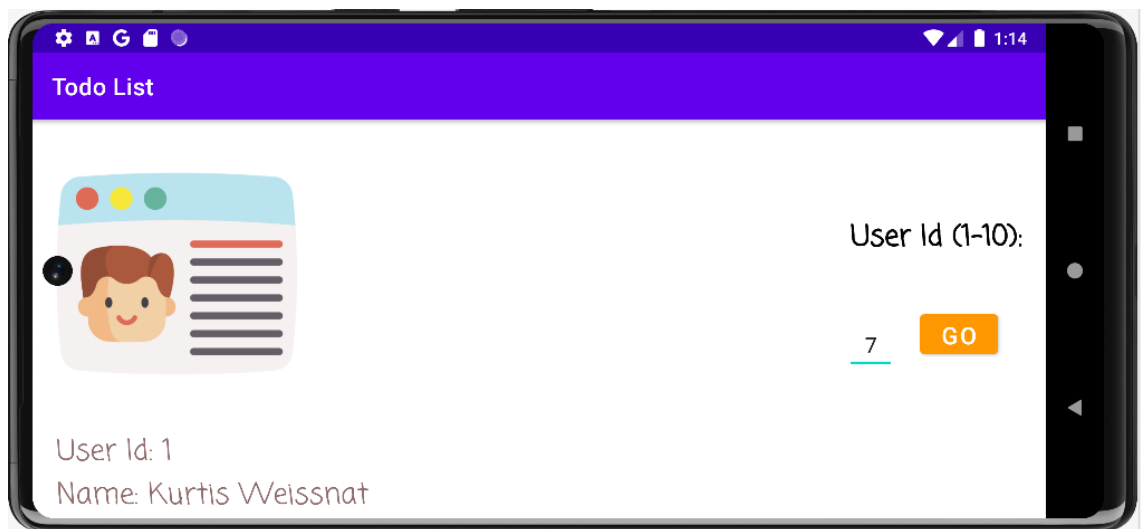 1:14
Todo List
User Id (1-10):
7
GO
User Id: 1
Name: Kurtis Weissnat